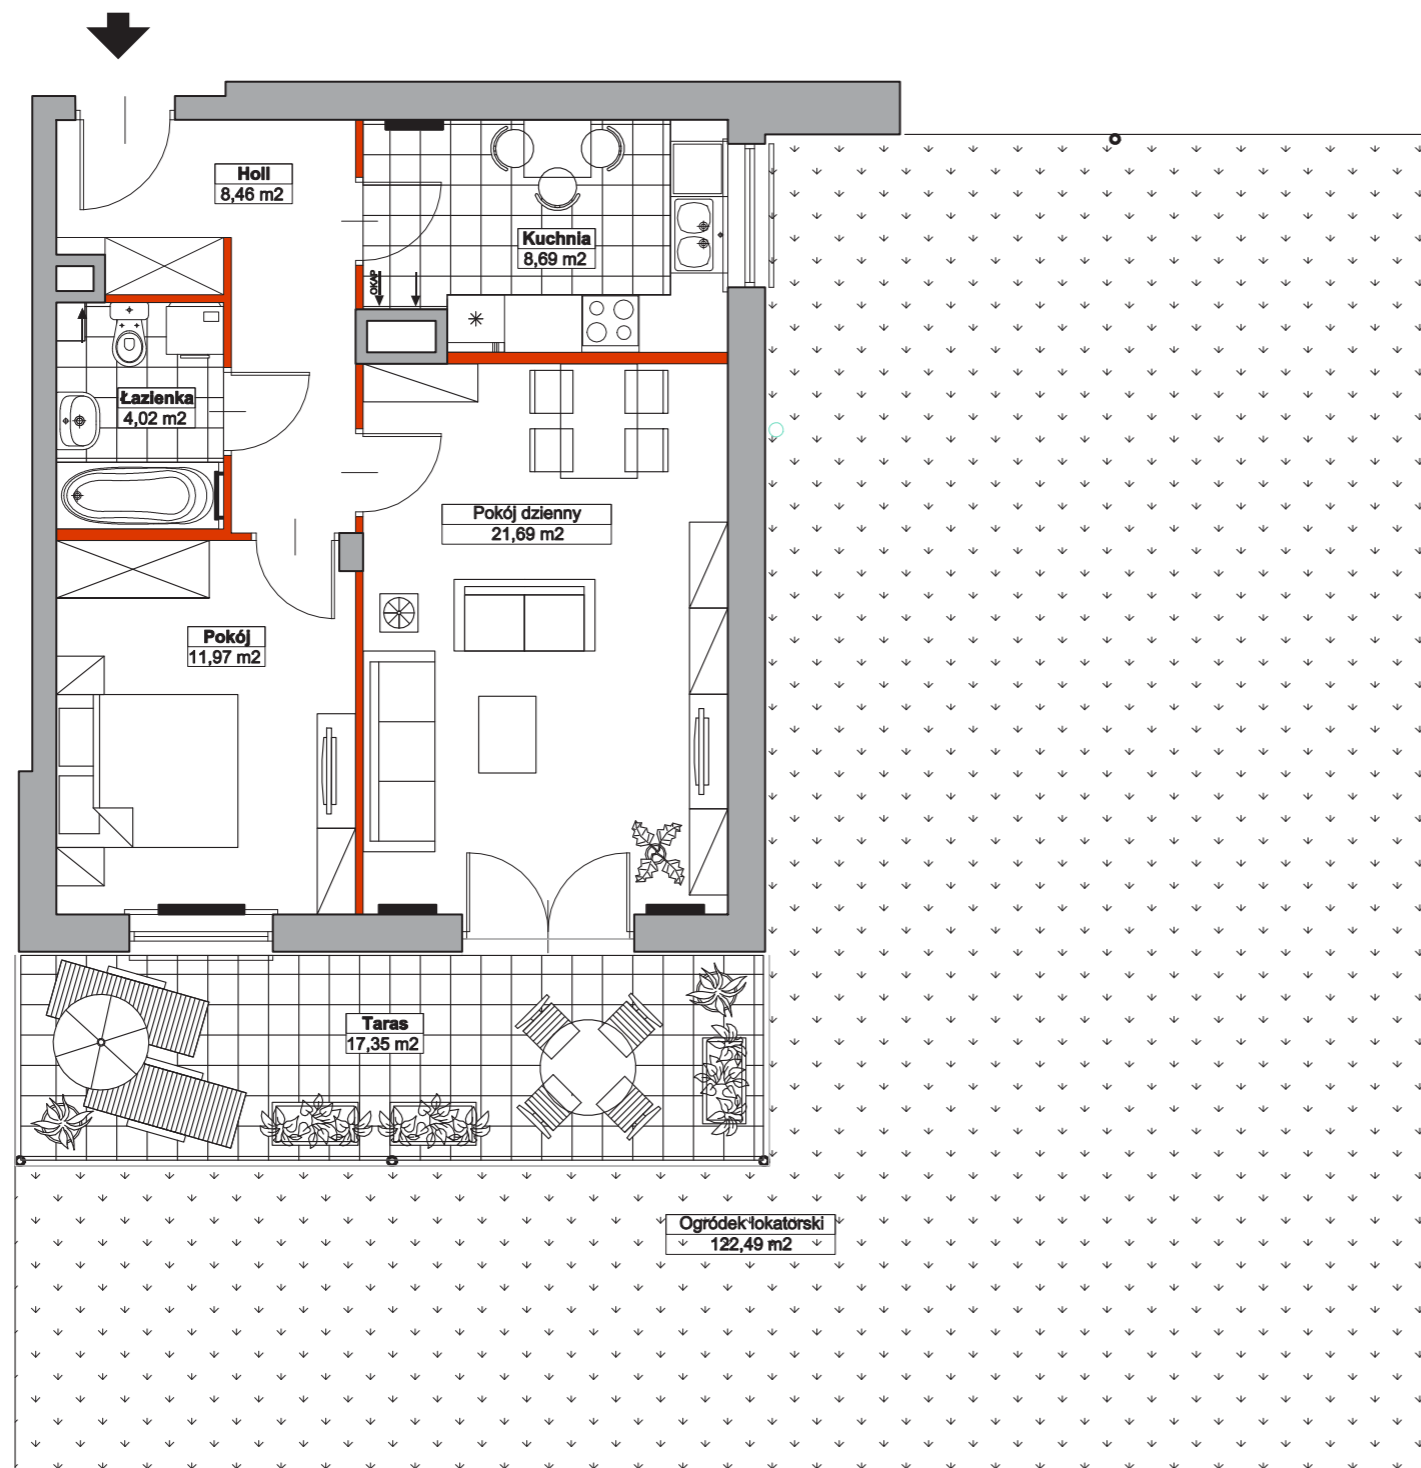 Holl
8,46 m2
Kuchnia
8,69 m2
OKAP
Łazienka
4,02 m2
Pokój dzienny
21,69 m2
Pokój
11,97 m2
Taras
17,35 m2
Ogródek lokatorski
122,49 m2